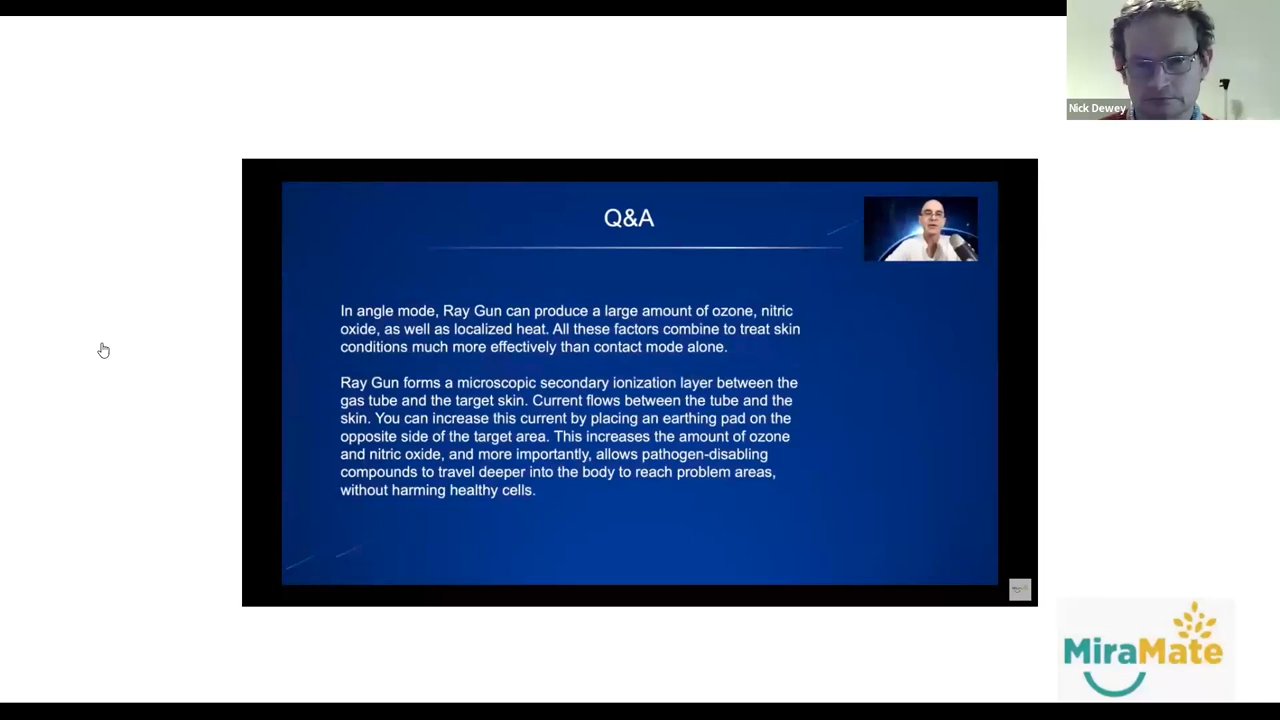 Nick Dewey
Q&A
In angle mode, Ray Gun can produce a large amount of ozone, nitric
oxide, as well as localized heat. All these factors combine to treat skin
conditions much more effectively than contact mode alone.
Ray Gun forms a microscopic secondary ionization layer between the
gas tube and the target skin. Current flows between the tube and the
skin. You can increase this current by placing an earthing pad on the
opposite side of the target area. This increases the amount of ozone
and nitric oxide, and more importantly, allows pathogen-disabling
compounds to travel deeper into the body to reach problem areas,
without harming healthy cells.
MiraMate